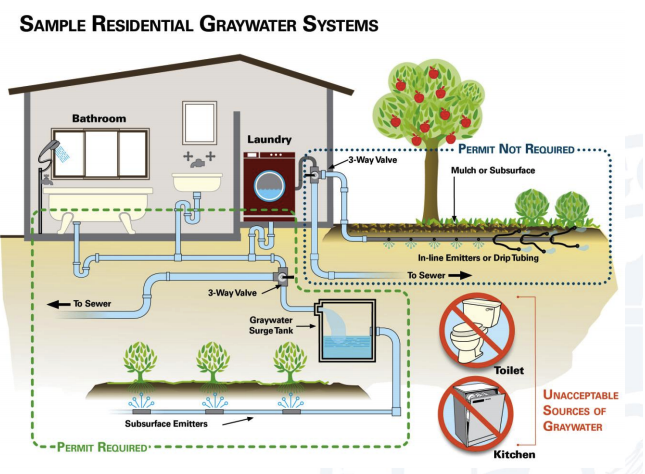 SAMPLE RESIDENTIAL GRAYWATER SYSTEMS
Bathroom
Laundry
3-Way Valve
PERMIT NOT REQUIRED
Mulch or Subsurface
In-line Emitters or Drip Tubing
To Sewer
3-Way Valve
To Sewer
Graywater
Surge Tank
Subsurface Emitters
PERMIT REQUIRED
Toilet
Kitchen
UNACCEPTABLE
SOURCES OF
GRAYWATER